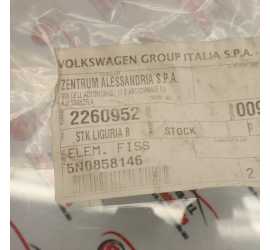 VOLKSWAGEN GROUP ITALIA S.P.A.
ZENTRUM ALESSANDRIA S.P.A.
2260952 009
STK LIGURIA B STOCK P
ELEM. FISS
5N0858146 2